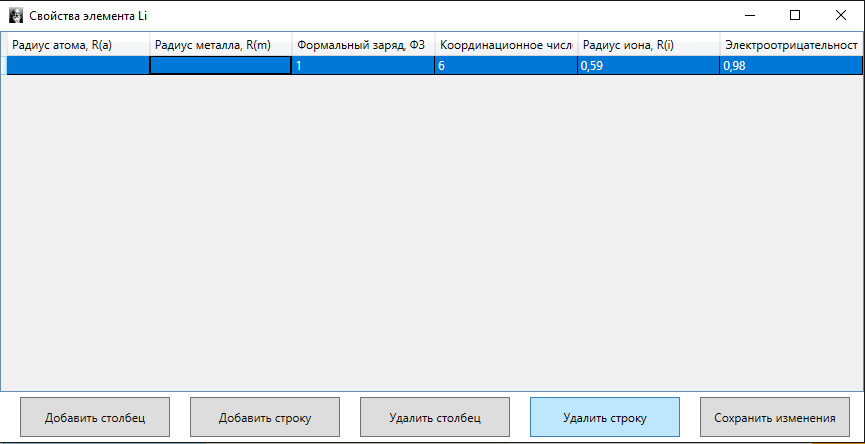 Свойства элемента Li
Радиус атома, R(a) Радиус металла, R(m) Формальный заряд, ФЗ Координационное числ Радиус иона, R(i) Электроотрицательност
1 6 0,59 0,98
Добавить столбец Добавить строку Удалить столбец Удалить строку Сохранить изменения